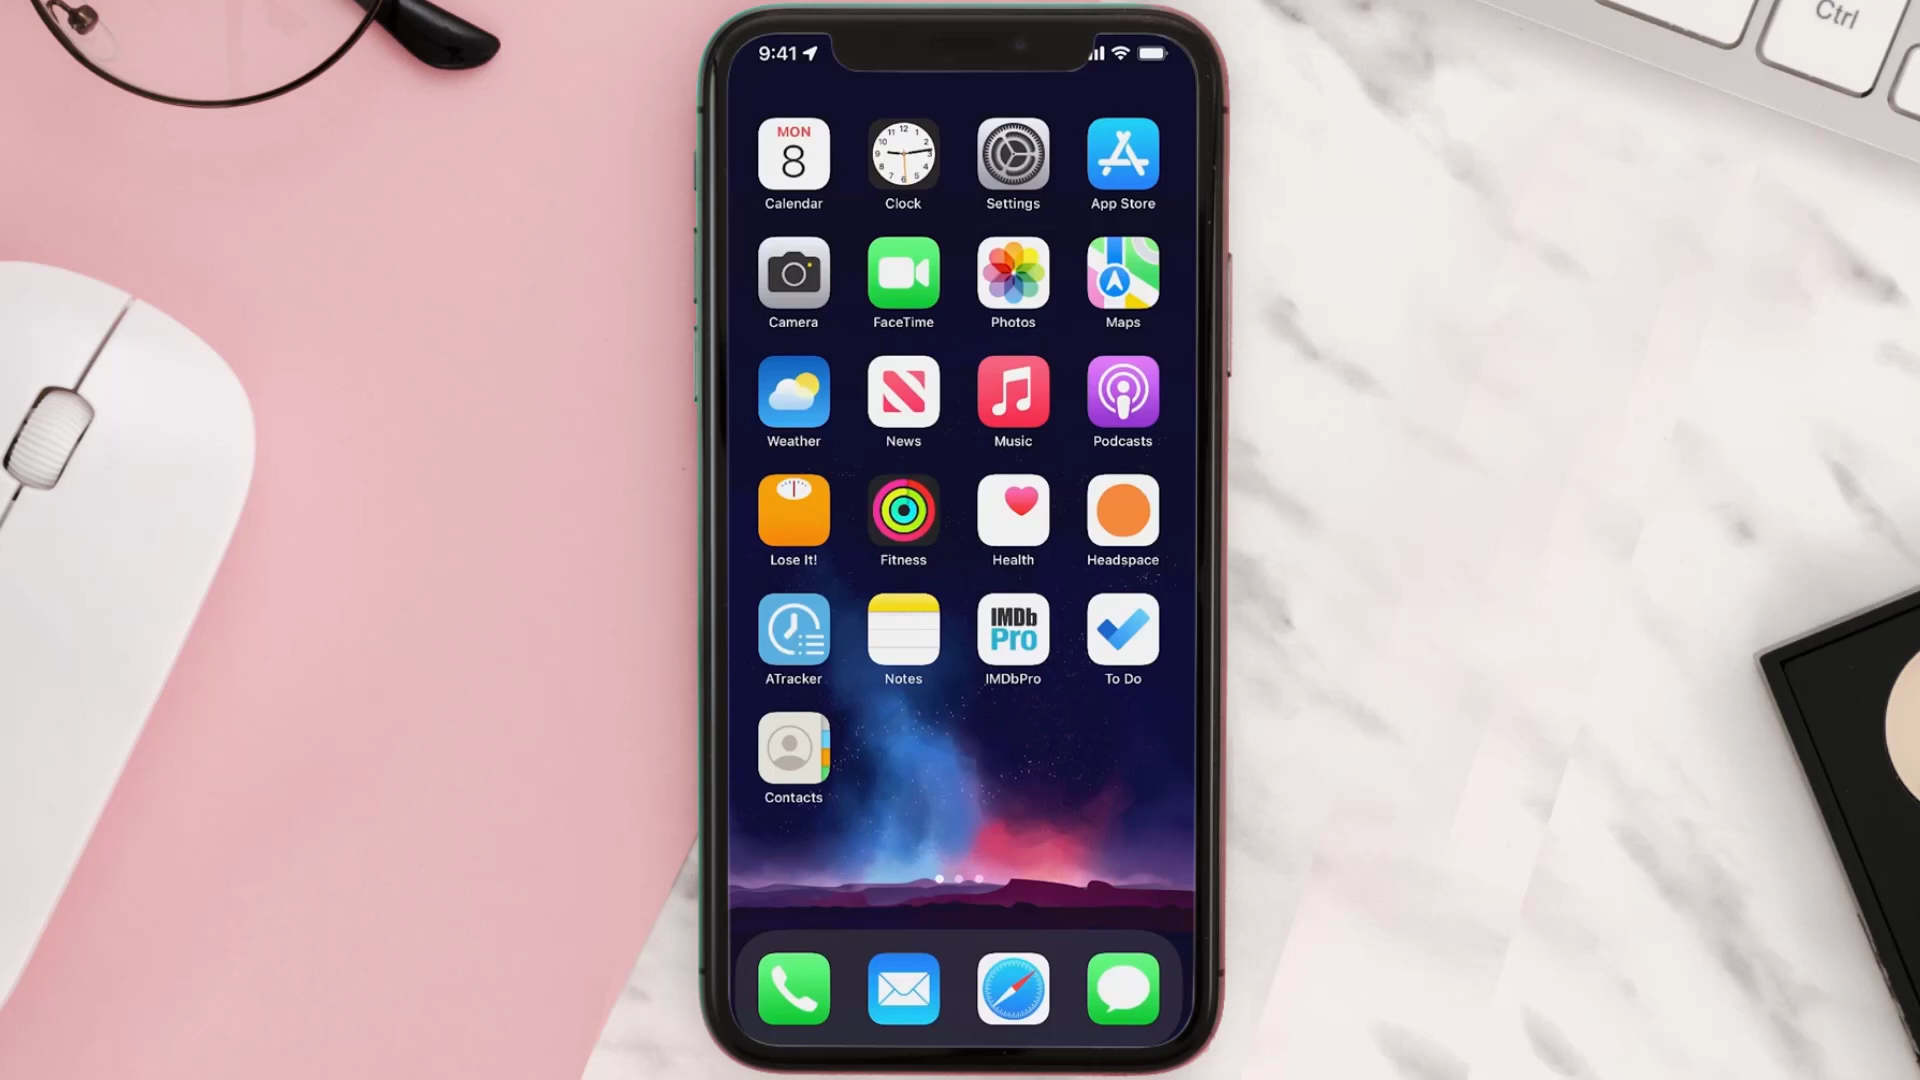 Ctrl
9:41
MON
8
Calendar Clock Settings App Store
Camera FaceTime Photos Maps
Weather News Music Podcasts
Lose It! Fitness Health Headspace
IMDb
Pro
ATracker Notes IMDbPro To Do
Contacts